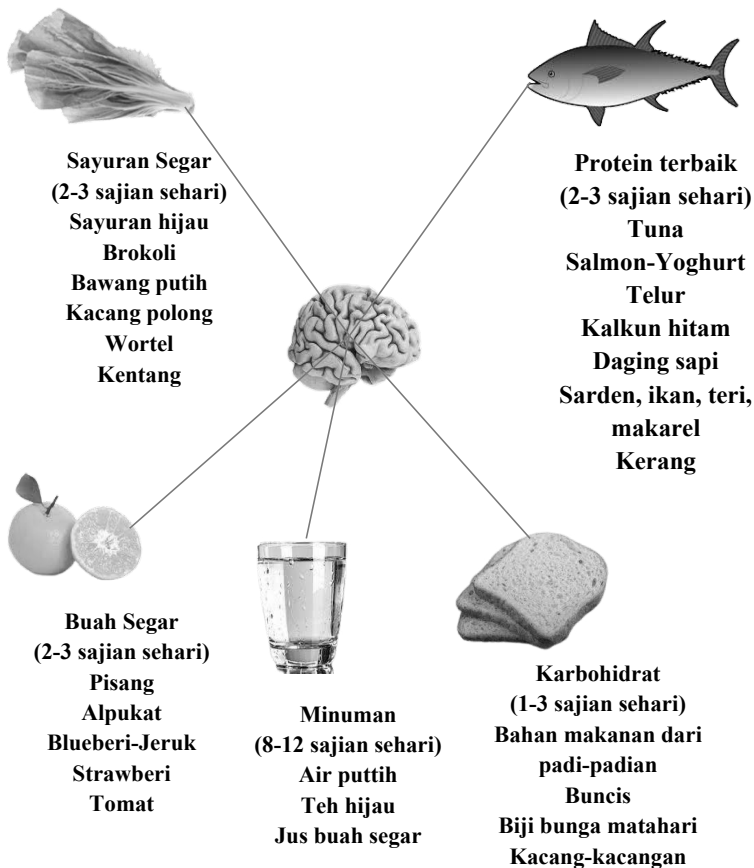 Sayuran Segar
(2-3 sajian sehari)
Sayuran hijau
Brokoli
Bawang putih
Kacang polong
Wortel
Kentang
Protein terbaik
(2-3 sajian sehari)
Tuna
Salmon-Yoghurt
Telur
Kalkun hitam
Daging sapi
Sarden, ikan, teri,
makarel
Kerang
Buah Segar
(2-3 sajian sehari)
Pisang
Alpukat
Blueberi-Jeruk
Strawberi
Tomat
Minuman
(8-12 sajian sehari)
Air puttih
Teh hijau
Jus buah segar
Karbohidrat
(1-3 sajian sehari)
Bahan makanan dari
padi-padian
Buncis
Biji bunga matahari
Kacang-kacangan